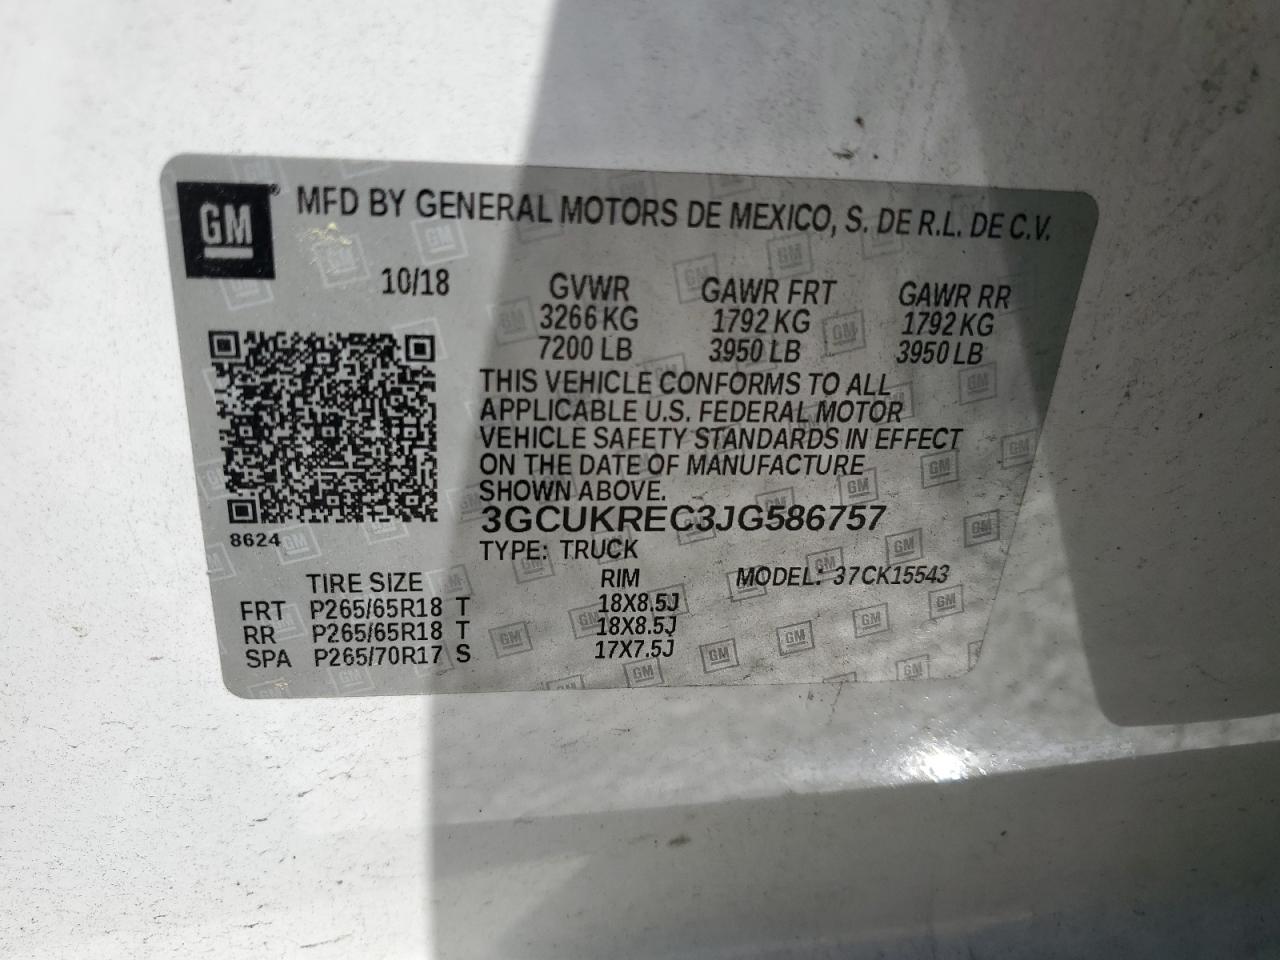 GM ® MFD BY GENERAL MOTORS DE MEXICO, S. DE R.L. DE C.V.
10/18 GVWR GAWR FRT GAWR RR
3266 KG 1792 KG 1792 KG
7200 LB 3950 LB 3950 LB
THIS VEHICLE CONFORMS TO ALL
APPLICABLE U.S. FEDERAL MOTOR
VEHICLE SAFETY STANDARDS IN EFFECT
ON THE DATE OF MANUFACTURE
SHOWN ABOVE.
3GCUKREC3JG586757
8624
TYPE: TRUCK
TIRE SIZE RIM MODEL: 37CK15543
FRT P265/65R18 T 18X8.5J
RR P265/65R18 T 18X8.5J
SPA P265/70R17 S 17X7.5J